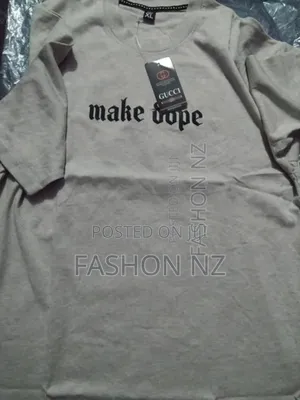 XL
GUCCI
make dope
POSTED ON
FASHON NZ
FASHON NZ